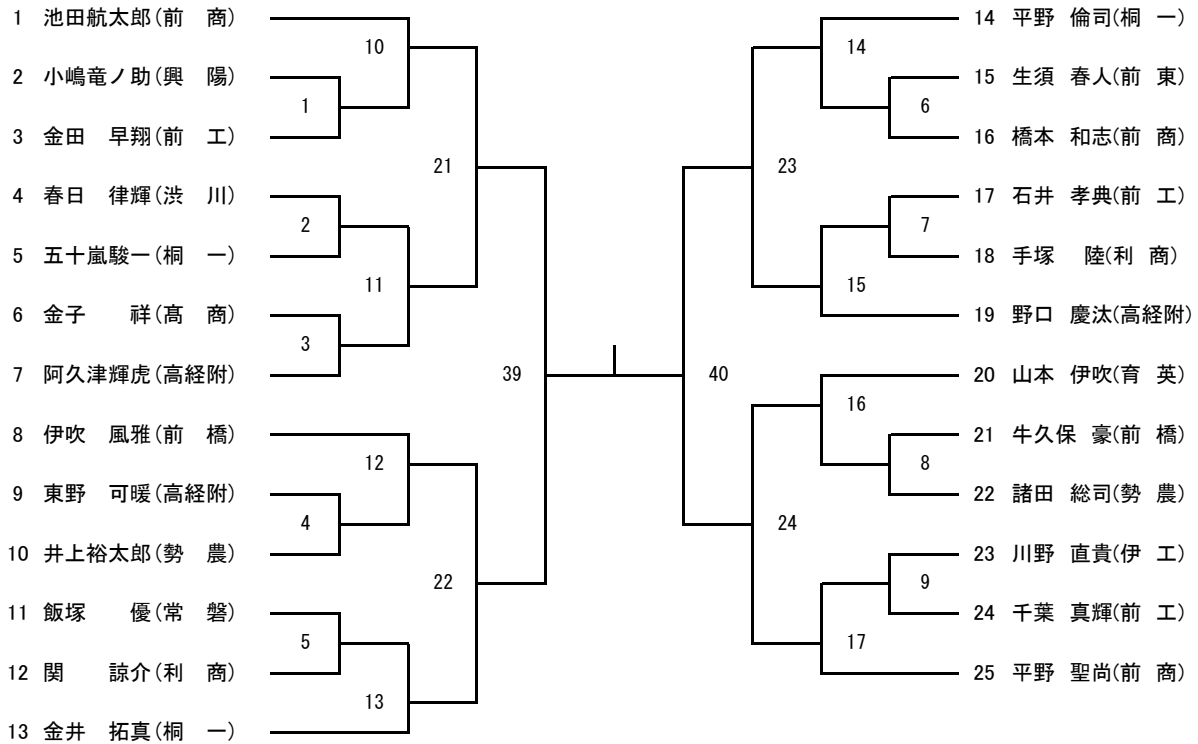 1 池田航太郎(前　商)
2 小嶋竜ノ助(興　陽)
3 金田　早翔(前　工)
4 春日　律輝(渋　川)
5 五十嵐駿一(桐　一)
6 金子　　祥(髙　商)
7 阿久津輝虎(高経附)
8 伊吹　風雅(前　橋)
9 東野　可暖(高経附)
10 井上裕太郎(勢　農)
11 飯塚　　優(常　磐)
12 関　　諒介(利　商)
13 金井　拓真(桐　一)
10
1
21
2
11
3
39
12
4
22
5
13
14
6
23
7
15
40
16
8
24
9
17
14 平野 倫司(桐 一)
15 生須 春人(前 東)
16 橋本 和志(前 商)
17 石井 孝典(前 工)
18 手塚　陸(利 商)
19 野口 慶汰(高経附)
20 山本 伊吹(育 英)
21 牛久保 豪(前 橋)
22 諸田 総司(勢 農)
23 川野 直貴(伊 工)
24 千葉 真輝(前 工)
25 平野 聖尚(前 商)